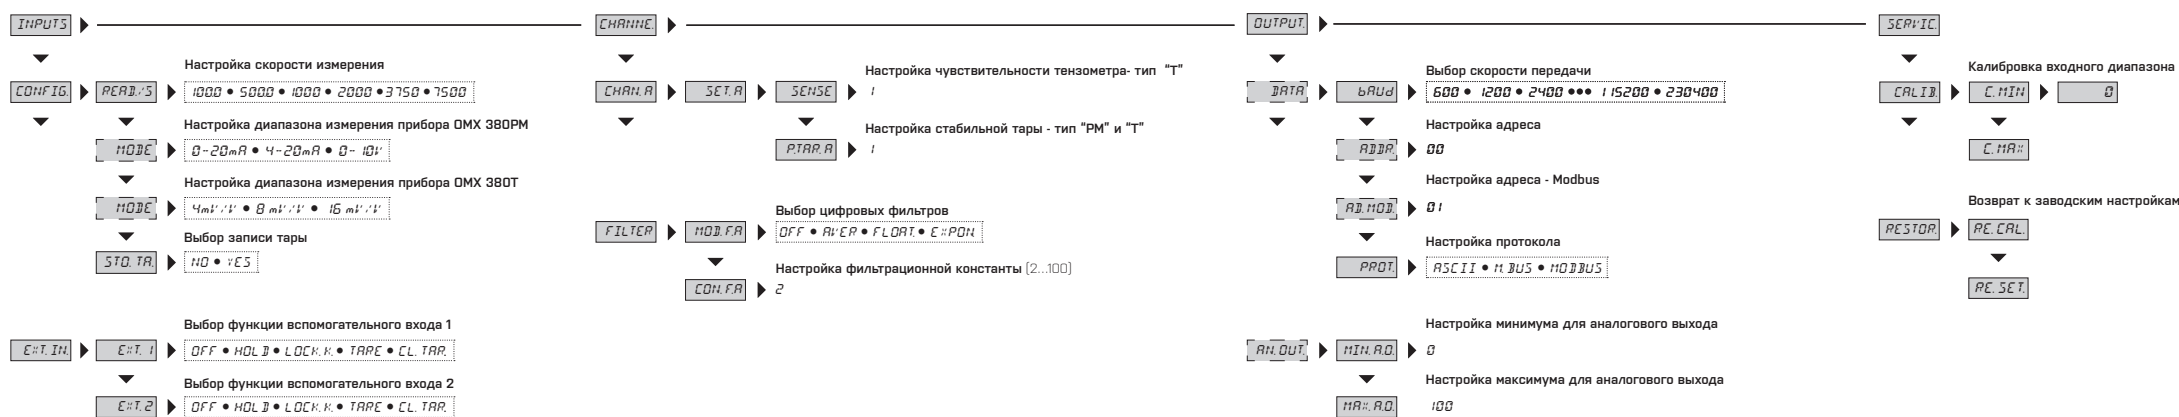 INPUTS
CONFIG.
READ./S
Настройка скорости измерения
100.0 • 500.0 • 1000 • 2000 • 3750 • 7500
MODE
Настройка диапазона измерения прибора OMX 380PM
0-20mA • 4-20mA • 0-10V
MODE
Настройка диапазона измерения прибора OMX 380T
4mV/V • 8 mV/V • 16 mV/V
STO. TA.
Выбор записи тары
NO • YES
EXT. IN.
EXT. 1
Выбор функции вспомогательного входа 1
OFF • HOLD • LOCK. K. • TARE • CL. TAR.
EXT. 2
Выбор функции вспомогательного входа 2
OFF • HOLD • LOCK. K. • TARE • CL. TAR.
CHANNE.
CHAN. A
SET. A
SENSE
Настройка чувствительности тензометра- тип "T"
1
P.TAR. A
Настройка стабильной тары - тип "PM" и "T"
1
FILTER
MOD. F.A
Выбор цифровых фильтров
OFF • AVER • FLOAT. • EXPON.
CON. F.A
Настройка фильтрационной константы (2...100)
2
OUTPUT.
DATA
bAUd
Выбор скорости передачи
600 • 1200 • 2400 ••• 115200 • 230400
ADDR.
Настройка адреса
00
AD. MOD.
Настройка адреса - Modbus
01
PROT.
Настройка протокола
ASCII • M. BUS • MODBUS
AN. OUT.
MIN. A.O.
Настройка минимума для аналогового выхода
0
MAX. A.O.
Настройка максимума для аналогового выхода
100
SERVIC.
CALIB.
C. MIN
Калибровка входного диапазона
0
C. MAX
RESTOR.
Возврат к заводским настройкам
RE. CAL.
RE. SET.